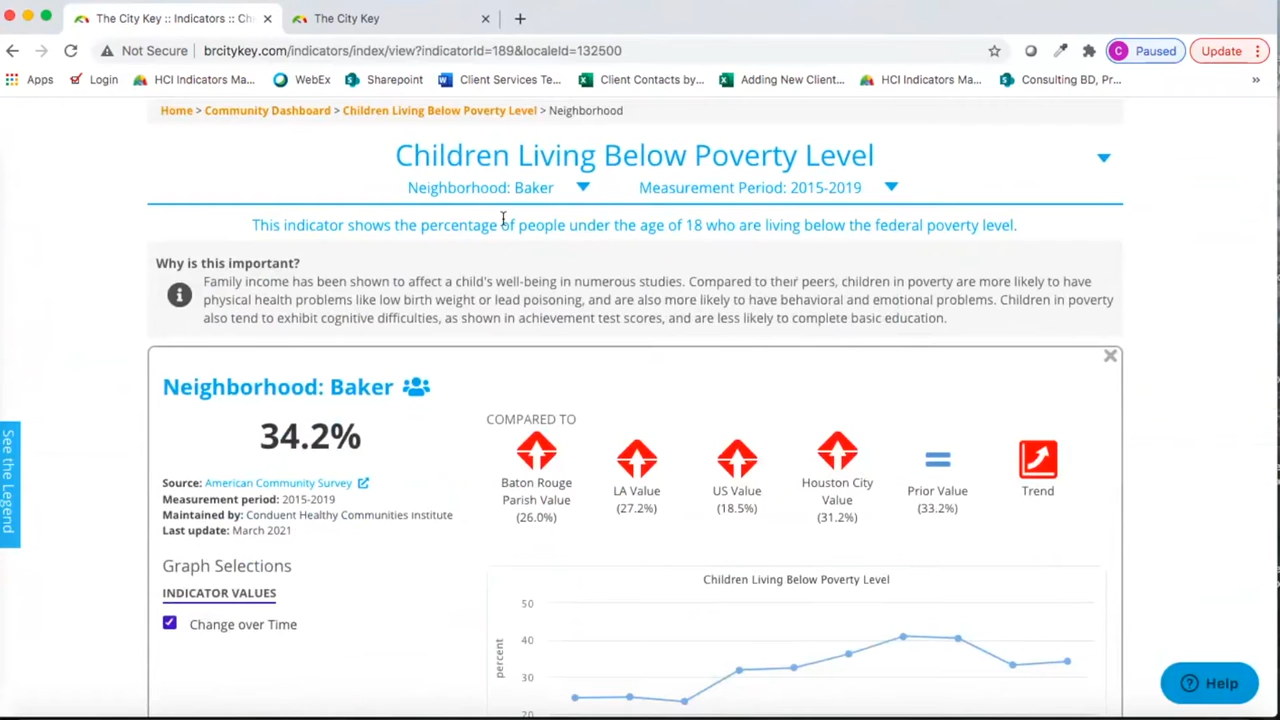 The City Key :: Indicators :: Ch
The City Key
Not Secure brcitykey.com/indicators/index/view?indicatorId=189&localeId=132500
C Paused
Update
Apps Login HCI Indicators Ma... WebEx Sharepoint Client Services Te... Client Contacts by... Adding New Client... HCI Indicators Ma... Consulting BD, Pr... »
Home > Community Dashboard > Children Living Below Poverty Level > Neighborhood
Children Living Below Poverty Level
Neighborhood: Baker Measurement Period: 2015-2019
This indicator shows the percentage of people under the age of 18 who are living below the federal poverty level.
Why is this important?
Family income has been shown to affect a child's well-being in numerous studies. Compared to their peers, children in poverty are more likely to have
physical health problems like low birth weight or lead poisoning, and are also more likely to have behavioral and emotional problems. Children in poverty
also tend to exhibit cognitive difficulties, as shown in achievement test scores, and are less likely to complete basic education.
See the Legend
Neighborhood: Baker
34.2%
Source: American Community Survey
Measurement period: 2015-2019
Maintained by: Conduent Healthy Communities Institute
Last update: March 2021
COMPARED TO
Baton Rouge
Parish Value
(26.0%)
LA Value
(27.2%)
US Value
(18.5%)
Houston City
Value
(31.2%)
Prior Value
(33.2%)
Trend
Graph Selections
INDICATOR VALUES
Change over Time
Children Living Below Poverty Level
percent
50
40
30
20
Help